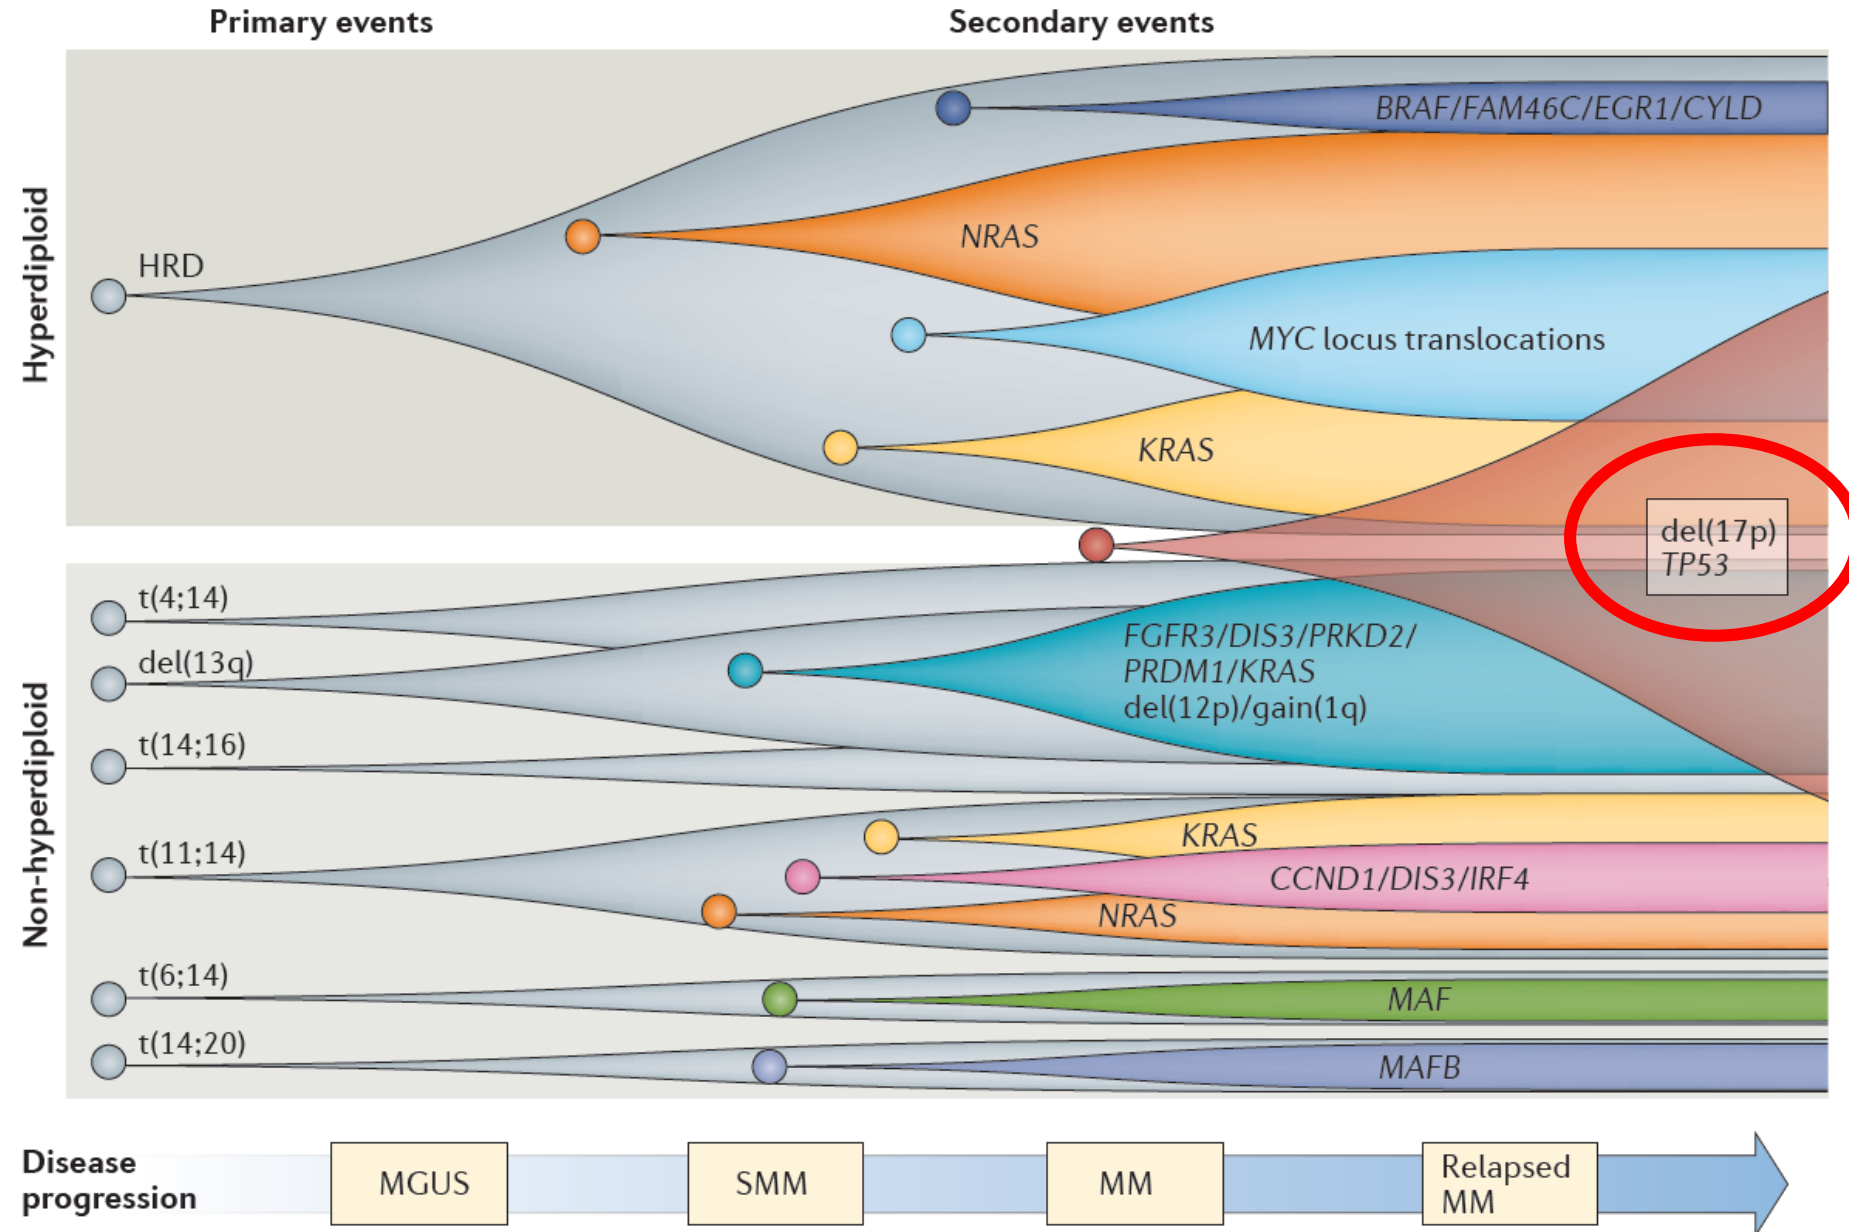 Primary events
Secondary events
Hyperdiploid
HRD
BRAF/FAM46C/EGR1/CYLD
NRAS
MYC locus translocations
KRAS
del(17p)
TP53
Non-hyperdiploid
t(4;14)
del(13q)
t(14;16)
t(11;14)
t(6;14)
t(14;20)
FGFR3/DIS3/PRKD2/
PRDM1/KRAS
del(12p)/gain(1q)
KRAS
CCND1/DIS3/IRF4
NRAS
MAF
MAFB
Disease
progression
MGUS
SMM
MM
Relapsed
MM